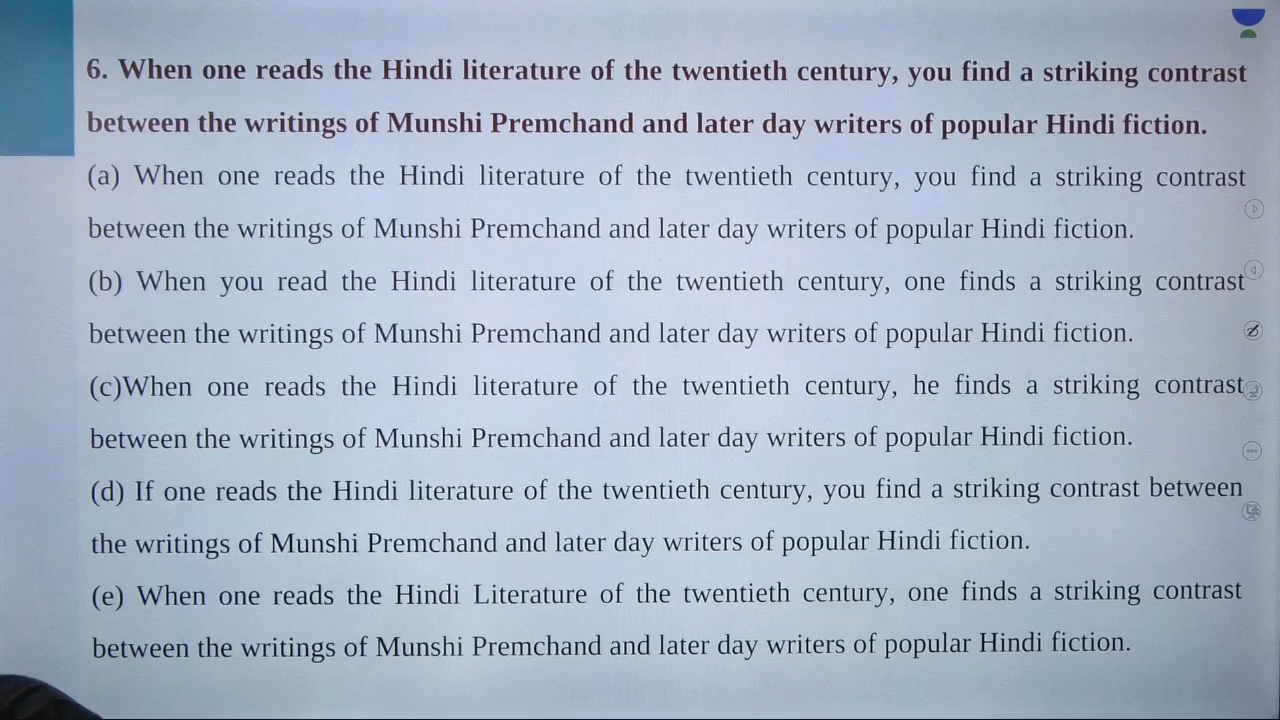 6. When one reads the Hindi literature of the twentieth century, you find a striking contrast
between the writings of Munshi Premchand and later day writers of popular Hindi fiction.
(a) When one reads the Hindi literature of the twentieth century, you find a striking contrast
between the writings of Munshi Premchand and later day writers of popular Hindi fiction.
(b) When you read the Hindi literature of the twentieth century, one finds a striking contrast
between the writings of Munshi Premchand and later day writers of popular Hindi fiction.
(c)When one reads the Hindi literature of the twentieth century, he finds a striking contrast
between the writings of Munshi Premchand and later day writers of popular Hindi fiction.
(d) If one reads the Hindi literature of the twentieth century, you find a striking contrast between
the writings of Munshi Premchand and later day writers of popular Hindi fiction.
(e) When one reads the Hindi Literature of the twentieth century, one finds a striking contrast
between the writings of Munshi Premchand and later day writers of popular Hindi fiction.